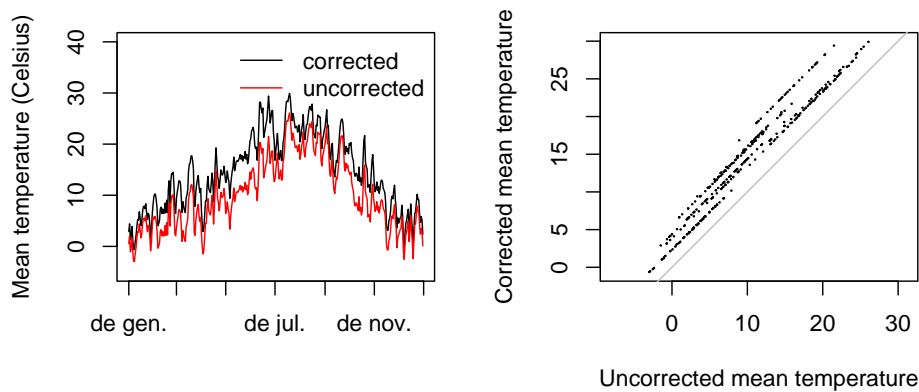 Mean temperature (Celsius)
40
30
20
10
0
corrected
uncorrected
de gen.
de jul.
de nov.
Corrected mean temperature
25
15
5
0
0
10
20
30
Uncorrected mean temperature